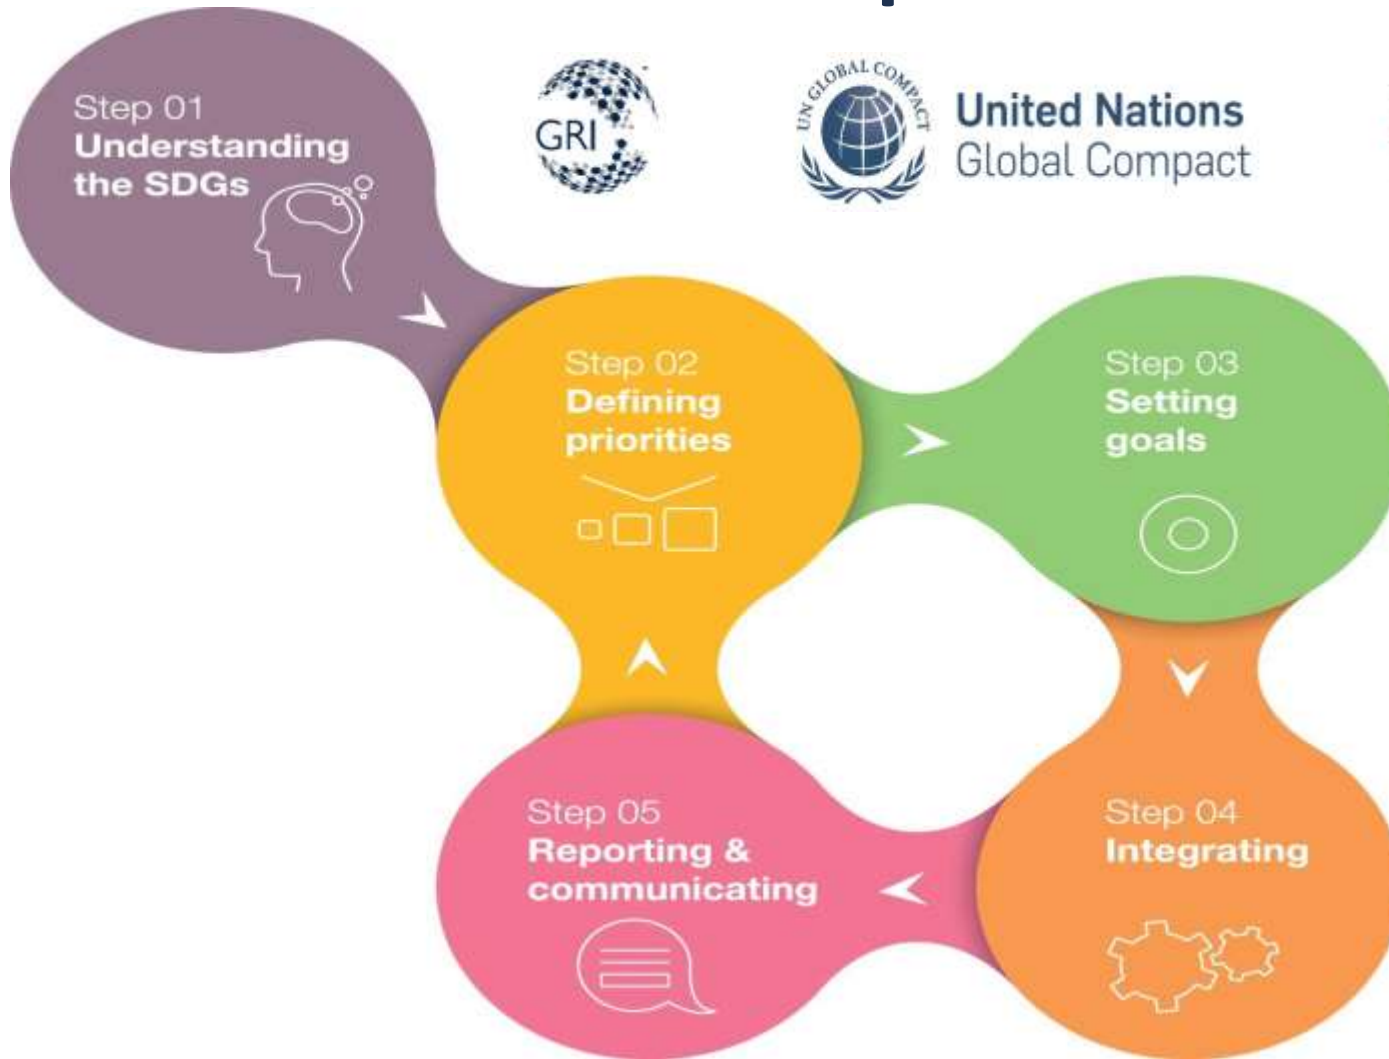 Step 01
Understanding
the SDGs
GRI
UN GLOBAL COMPACT
United Nations
Global Compact
Step 02
Defining
priorities
Step 03
Setting
goals
Step 04
Integrating
Step 05
Reporting &
communicating